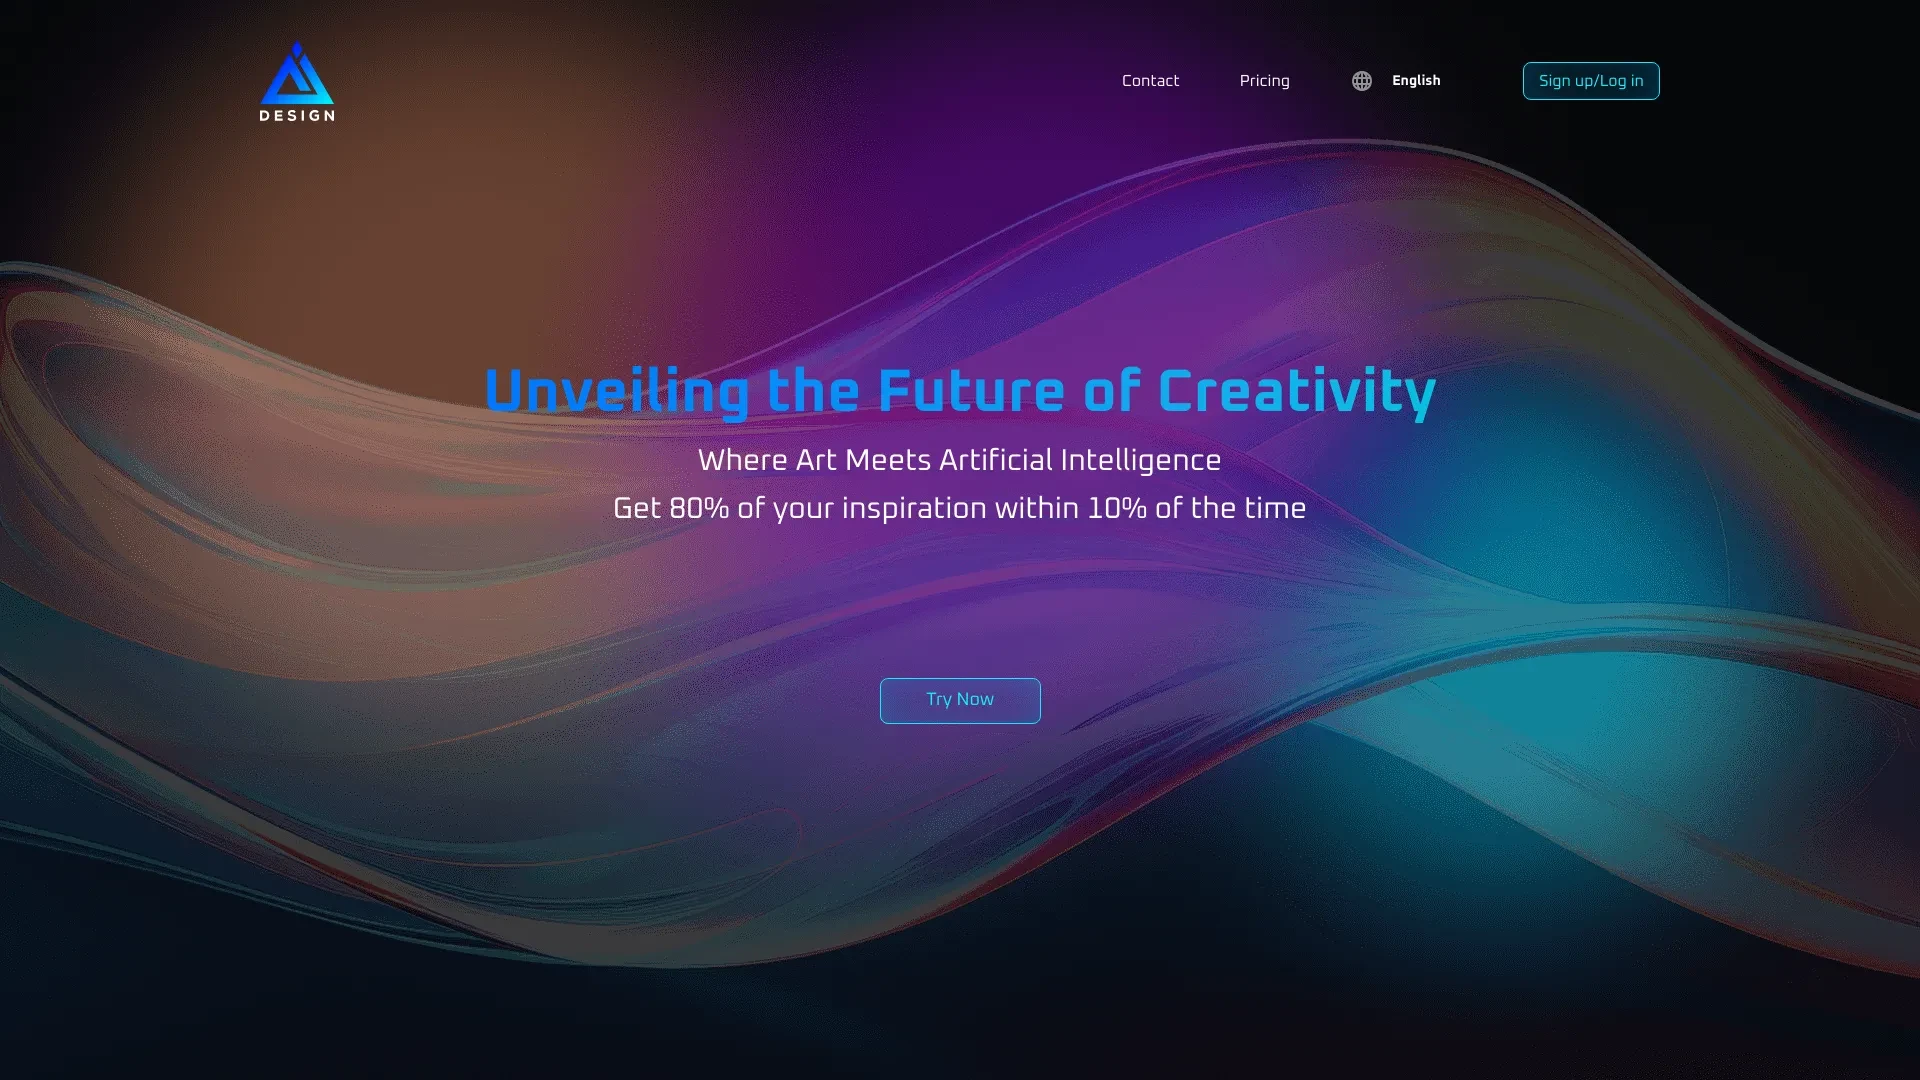 DESIGN
Contact
Pricing
English
Sign up/Log in
Unveiling the Future of Creativity
Where Art Meets Artificial Intelligence
Get 80% of your inspiration within 10% of the time
Try Now